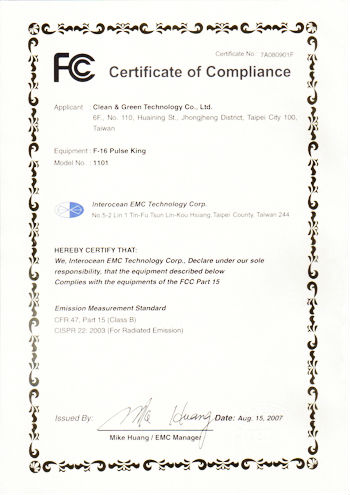 Certificate No. 7A080901F
FCC
Certificate of Compliance
Applicant : Clean & Green Technology Co., Ltd.
6F., No. 110, Huaining St., Jhongjheng District, Taipei City 100,
Taiwan
Equipment : F-16 Pulse King
Model No. : 1101
Interocean EMC Technology Corp.
No.5-2 Lin 1 Tin-Fu Tsun Lin-Kou Hsiang, Taipei County, Taiwan 244
HEREBY CERTIFY THAT:
We, Interocean EMC Technology Corp., Declare under our sole
responsibility, that the equipment described below
Complies with the equipments of the FCC Part 15
Emission Measurement Standard
CFR 47, Part 15 (Class B)
CISPR 22: 2003 (For Radiated Emission)
Issued By: Mike Huang Date: Aug. 15, 2007
Mike Huang / EMC Manager